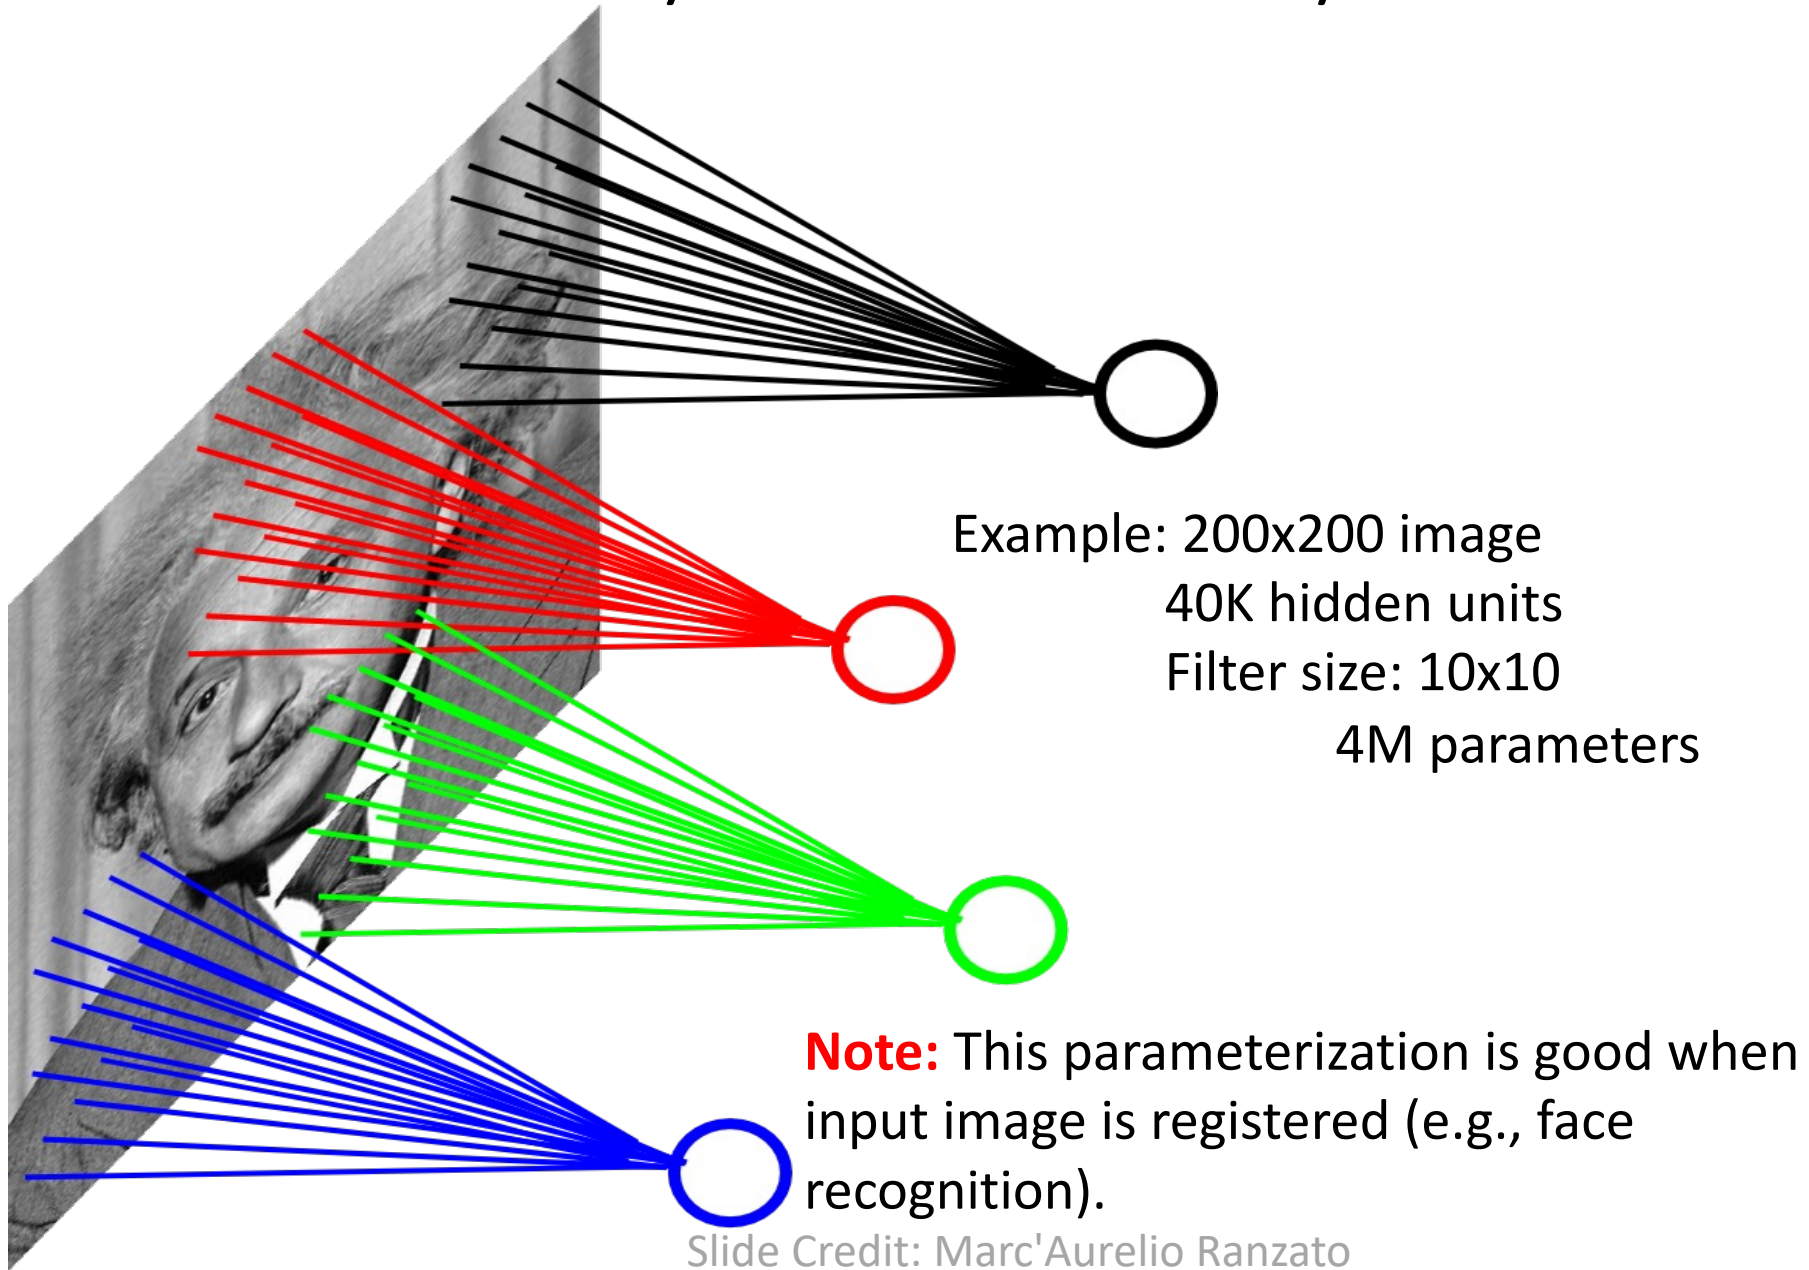 Example: 200x200 image
40K hidden units
Filter size: 10x10
4M parameters
Note: This parameterization is good when
input image is registered (e.g., face
recognition).
Slide Credit: Marc'Aurelio Ranzato